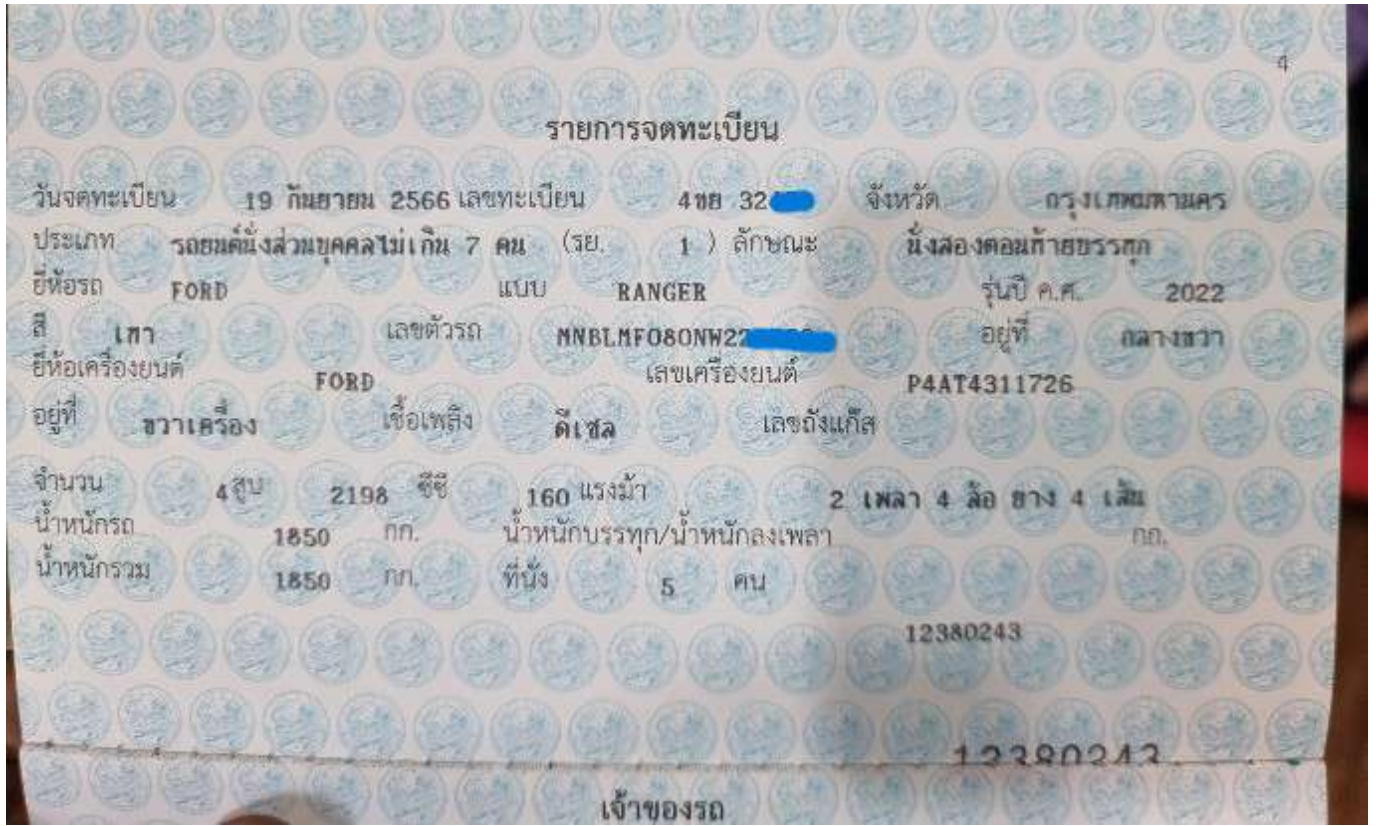 4
รายการจดทะเบียน
วันจดทะเบียน 19 กันยายน 2566 เลขทะเบียน 4ขย 32 จังหวัด กรุงเทพมหานคร
ประเภท รถยนต์นั่งส่วนบุคคลไม่เกิน 7 คน (รย. 1 ) ลักษณะ นั่งสองตอนท้ายบรรทุก
ยี่ห้อรถ FORD แบบ RANGER รุ่นปี ค.ศ. 2022
สี เทา เลขตัวรถ MNBLMFO80NW22 อยู่ที่ กลางขวา
ยี่ห้อเครื่องยนต์ FORD เลขเครื่องยนต์ P4AT4311726
อยู่ที่ ขวาเครื่อง เชื้อเพลิง ดีเซล เลขถังแก๊ส
จำนวน 4 สูบ 2198 ซีซี 160 แรงม้า 2 เพลา 4 ล้อ ยาง 4 เส้น
น้ำหนักรถ 1850 กก. น้ำหนักบรรทุก/น้ำหนักลงเพลา กก.
น้ำหนักรวม 1850 กก. ที่นั่ง 5 คน
12380243
12380243
เจ้าของรถ